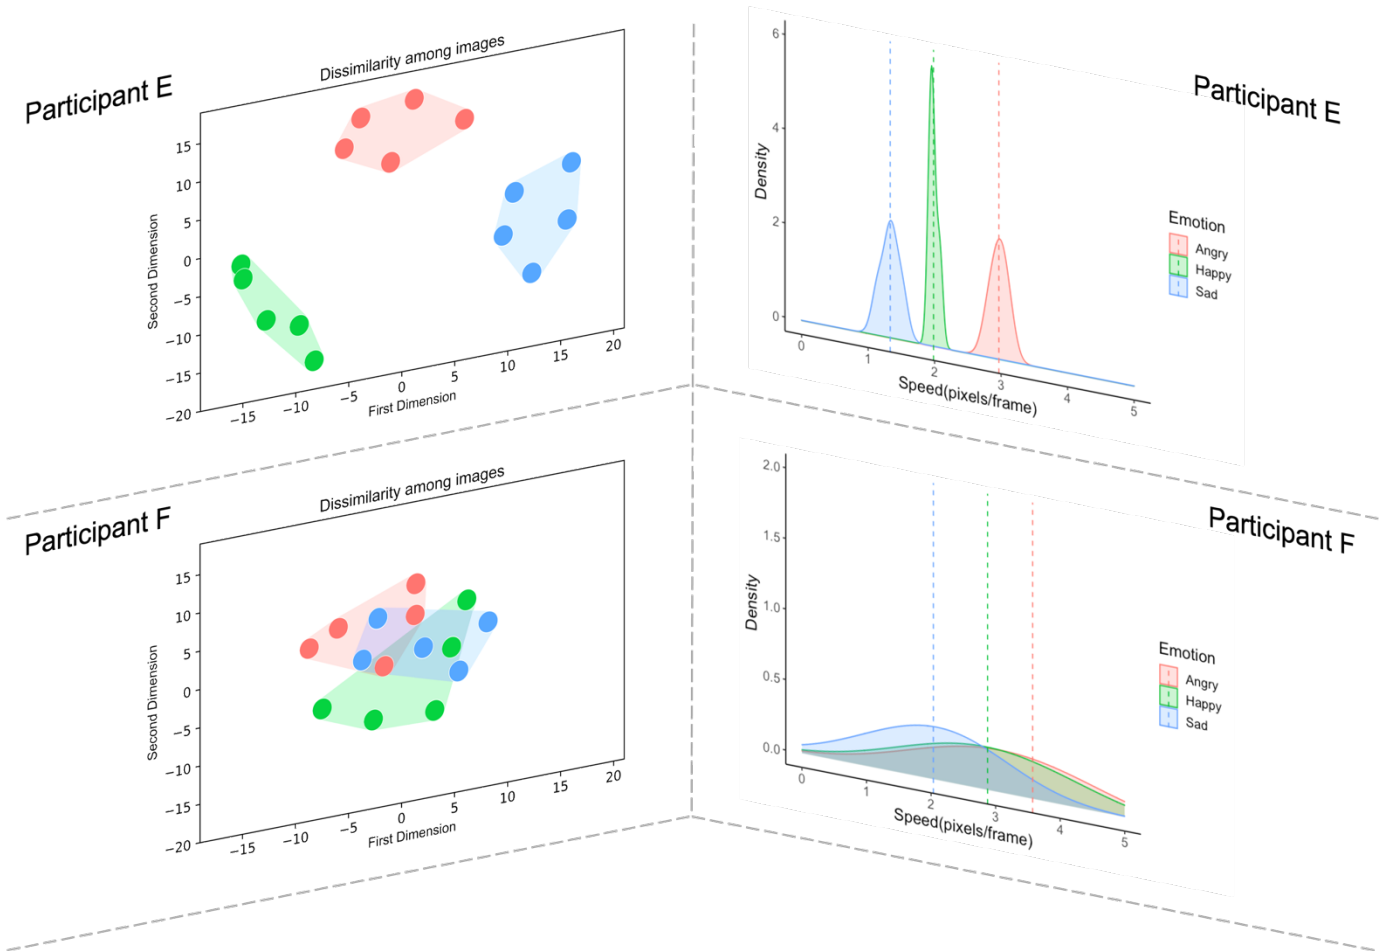 Participant E
Dissimilarity among images
Second Dimension
15
10
5
0
−5
−10
−15
−20
−15
−10
−5
0
5
10
15
20
First Dimension
Participant E
Density
6
4
2
0
0
1
2
3
4
5
Speed(pixels/frame)
Emotion
Angry
Happy
Sad
Participant F
Dissimilarity among images
Second Dimension
15
10
5
0
−5
−10
−15
−20
−15
−10
−5
0
5
10
15
20
First Dimension
Participant F
Density
2.0
1.5
1.0
0.5
0.0
0
1
2
3
4
5
Speed(pixels/frame)
Emotion
Angry
Happy
Sad